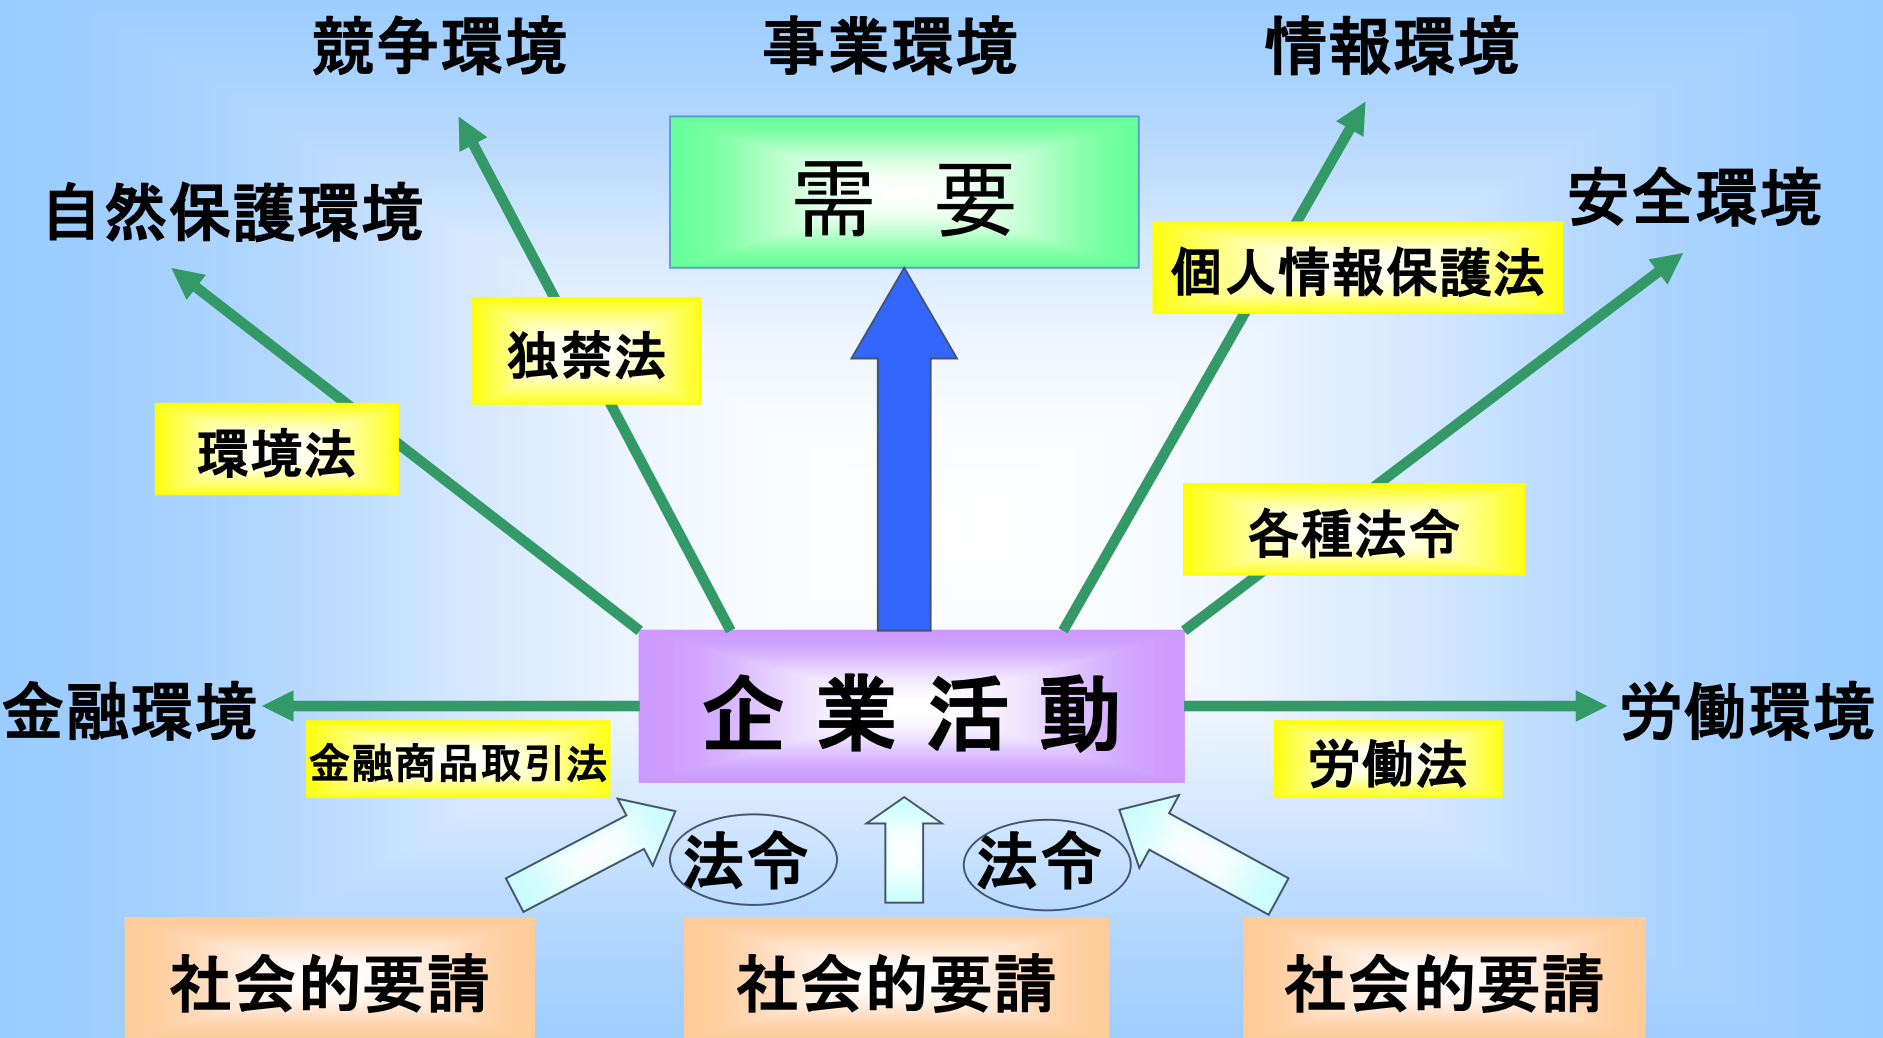 競争環境
事業環境
情報環境
自然保護環境
需 要
安全環境
個人情報保護法
独禁法
環境法
各種法令
金融環境
企業活動
労働環境
金融商品取引法
労働法
法令
法令
社会的要請
社会的要請
社会的要請